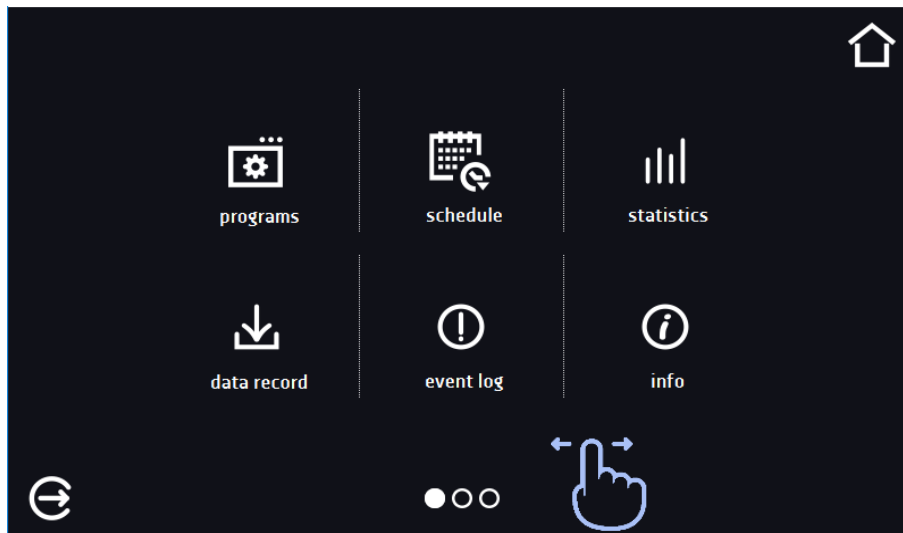 programs
schedule
statistics
data record
event log
info